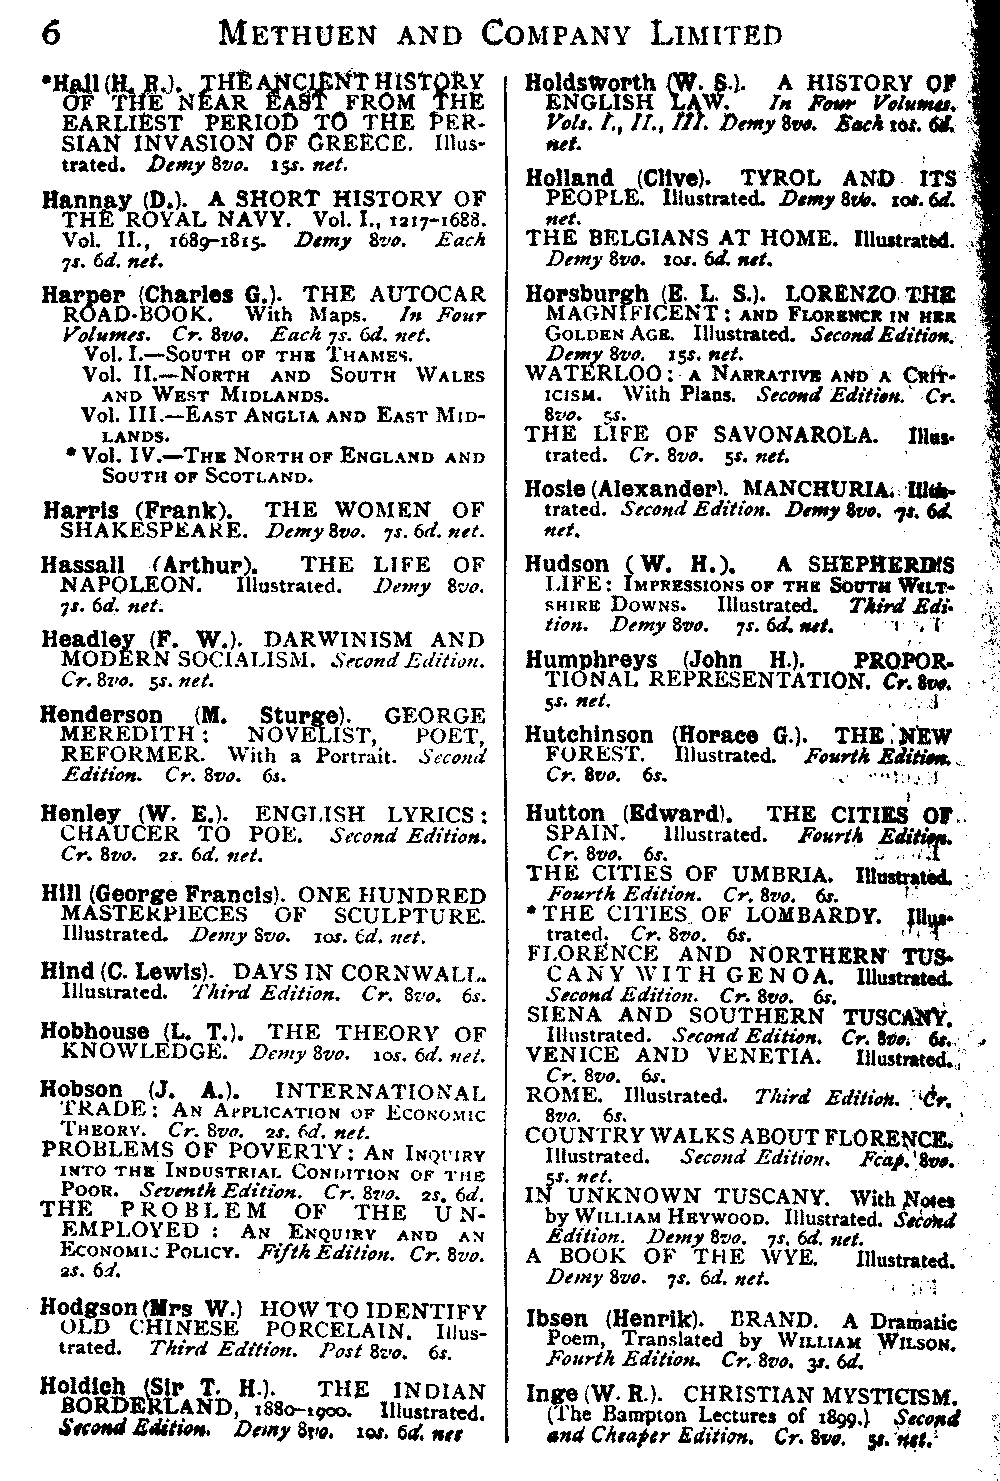 6 METHUEN AND COMPANY LIMITED
*Hall (H. R.). THE ANCIENT HISTORY
OF THE NEAR EAST FROM THE
EARLIEST PERIOD TO THE PER-
SIAN INVASION OF GREECE. Illus-
trated. Demy 8vo. 15s. net.
Hannay (D.). A SHORT HISTORY OF
THE ROYAL NAVY. Vol. I., 1217-1688.
Vol. II., 1689-1815. Demy 8vo. Each
7s. 6d. net.
Harper (Charles G.). THE AUTOCAR
ROAD-BOOK. With Maps. In Four
Volumes. Cr. 8vo. Each 7s. 6d. net.
Vol. I.—SOUTH OF THE THAMES.
Vol. II.—NORTH AND SOUTH WALES
AND WEST MIDLANDS.
Vol. III.—EAST ANGLIA AND EAST MID-
LANDS.
* Vol. IV.—THE NORTH OF ENGLAND AND
SOUTH OF SCOTLAND.
Harris (Frank). THE WOMEN OF
SHAKESPEARE. Demy 8vo. 7s. 6d. net.
Hassall (Arthur). THE LIFE OF
NAPOLEON. Illustrated. Demy 8vo.
7s. 6d. net.
Headley (F. W.). DARWINISM AND
MODERN SOCIALISM. Second Edition.
Cr. 8vo. 5s. net.
Henderson (M. Sturge). GEORGE
MEREDITH: NOVELIST, POET,
REFORMER. With a Portrait. Second
Edition. Cr. 8vo. 6s.
Henley (W. E.). ENGLISH LYRICS:
CHAUCER TO POE. Second Edition.
Cr. 8vo. 2s. 6d. net.
Hill (George Francis). ONE HUNDRED
MASTERPIECES OF SCULPTURE.
Illustrated. Demy 8vo. 10s. 6d. net.
Hind (C. Lewis). DAYS IN CORNWALL.
Illustrated. Third Edition. Cr. 8vo. 6s.
Hobhouse (L. T.). THE THEORY OF
KNOWLEDGE. Demy 8vo. 10s. 6d. net.
Hobson (J. A.). INTERNATIONAL
TRADE: AN APPLICATION OF ECONOMIC
THEORY. Cr. 8vo. 2s. 6d. net.
PROBLEMS OF POVERTY: AN INQUIRY
INTO THE INDUSTRIAL CONDITION OF THE
POOR. Seventh Edition. Cr. 8vo. 2s. 6d.
THE PROBLEM OF THE UN-
EMPLOYED: AN ENQUIRY AND AN
ECONOMIC POLICY. Fifth Edition. Cr. 8vo.
2s. 6d.
Hodgson (Mrs W.) HOW TO IDENTIFY
OLD CHINESE PORCELAIN. Illus-
trated. Third Edition. Post 8vo. 6s.
Holdich (Sir T. H.). THE INDIAN
BORDERLAND, 1880-1900. Illustrated.
Second Edition. Demy 8vo. 10s. 6d. net
Holdsworth (W. S.). A HISTORY OF
ENGLISH LAW. In Four Volumes.
Vols. I., II., III. Demy 8vo. Each 10s. 6d.
net.
Holland (Clive). TYROL AND ITS
PEOPLE. Illustrated. Demy 8vo. 10s. 6d.
net.
THE BELGIANS AT HOME. Illustrated.
Demy 8vo. 10s. 6d. net.
Horsburgh (E. L. S.). LORENZO THE
MAGNIFICENT: AND FLORENCE IN HER
GOLDEN AGE. Illustrated. Second Edition.
Demy 8vo. 15s. net.
WATERLOO: A NARRATIVE AND A CRIT-
ICISM. With Plans. Second Edition. Cr.
8vo. 5s.
THE LIFE OF SAVONAROLA. Illus-
trated. Cr. 8vo. 5s. net.
Hosie (Alexander). MANCHURIA. Illus-
trated. Second Edition. Demy 8vo. 7s. 6d.
net.
Hudson (W. H.). A SHEPHERD'S
LIFE: IMPRESSIONS OF THE SOUTH WILT-
SHIRE DOWNS. Illustrated. Third Edi-
tion. Demy 8vo. 7s. 6d. net.
Humphreys (John H.). PROPOR-
TIONAL REPRESENTATION. Cr. 8vo.
5s. net.
Hutchinson (Horace G.). THE NEW
FOREST. Illustrated. Fourth Edition.
Cr. 8vo. 6s.
Hutton (Edward). THE CITIES OF
SPAIN. Illustrated. Fourth Edition.
Cr. 8vo. 6s.
THE CITIES OF UMBRIA. Illustrated.
Fourth Edition. Cr. 8vo. 6s.
* THE CITIES OF LOMBARDY. Illus-
trated. Cr. 8vo. 6s.
FLORENCE AND NORTHERN TUS-
CANY WITH GENOA. Illustrated.
Second Edition. Cr. 8vo. 6s.
SIENA AND SOUTHERN TUSCANY.
Illustrated. Second Edition. Cr. 8vo. 6s.
VENICE AND VENETIA. Illustrated.
Cr. 8vo. 6s.
ROME. Illustrated. Third Edition. Cr.
8vo. 6s.
COUNTRY WALKS ABOUT FLORENCE.
Illustrated. Second Edition. Fcap. 8vo.
5s. net.
IN UNKNOWN TUSCANY. With Notes
by WILLIAM HEYWOOD. Illustrated. Second
Edition. Demy 8vo. 7s. 6d. net.
A BOOK OF THE WYE. Illustrated.
Demy 8vo. 7s. 6d. net.
Ibsen (Henrik). BRAND. A Dramatic
Poem, Translated by WILLIAM WILSON.
Fourth Edition. Cr. 8vo. 3s. 6d.
Inge (W. R.). CHRISTIAN MYSTICISM.
(The Bampton Lectures of 1899.) Second
and Cheaper Edition. Cr. 8vo. 5s. net.